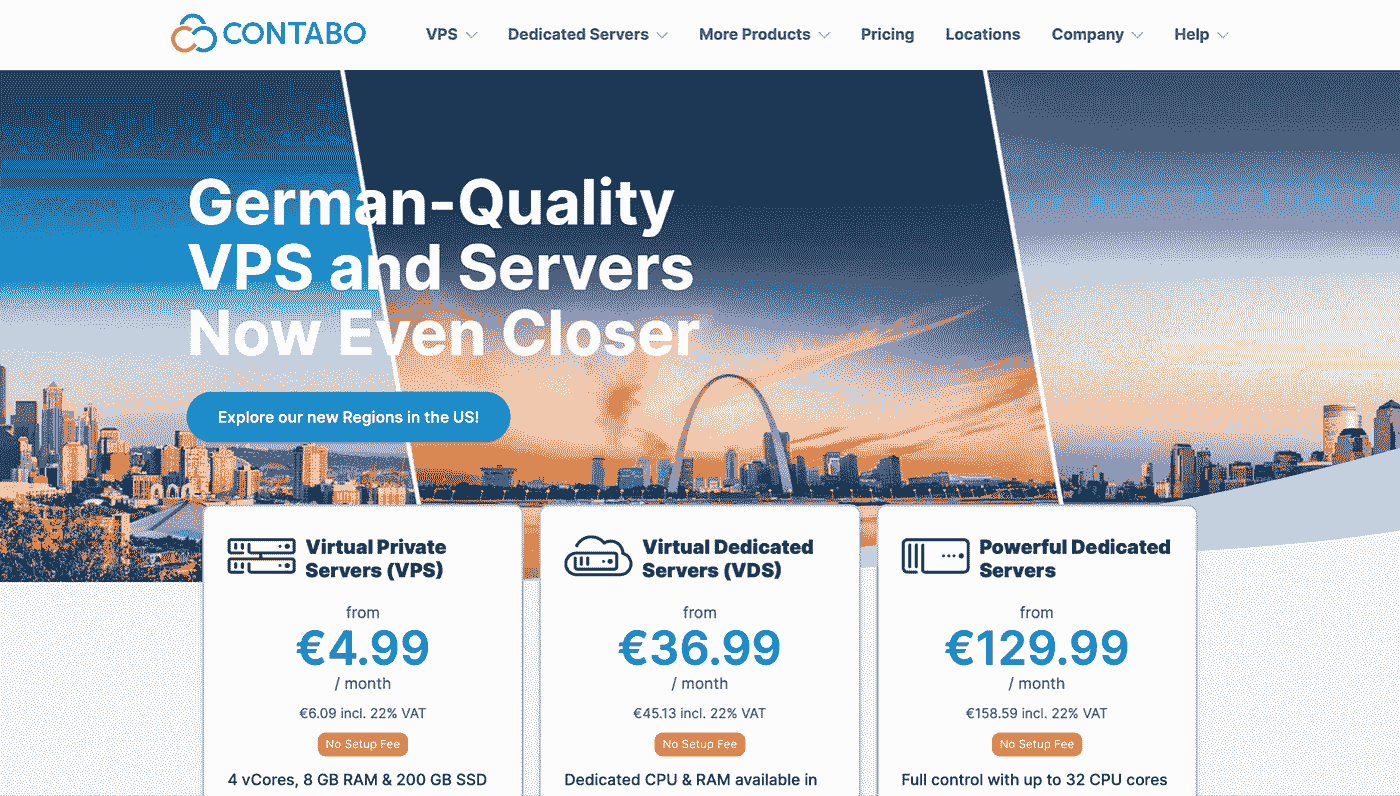 CONTABO
VPS
Dedicated Servers
More Products
Pricing
Locations
Company
Help
German-Quality
VPS and Servers
Now Even Closer
Explore our new Regions in the US!
Virtual Private
Servers (VPS)
from
€4.99
/ month
€6.09 incl. 22% VAT
No Setup Fee
4 vCores, 8 GB RAM & 200 GB SSD
Virtual Dedicated
Servers (VDS)
from
€36.99
/ month
€45.13 incl. 22% VAT
No Setup Fee
Dedicated CPU & RAM available in
Powerful Dedicated
Servers
from
€129.99
/ month
€158.59 incl. 22% VAT
No Setup Fee
Full control with up to 32 CPU cores